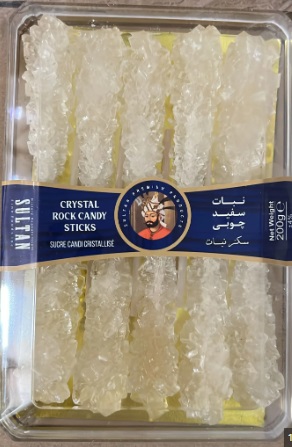 SULTAN
CRYSTAL
ROCK CANDY
STICKS
SUCRE CANDI CRISTALLISÉ
نبات
سفید
چوبی
سكر نبات
Net Weight
200g e